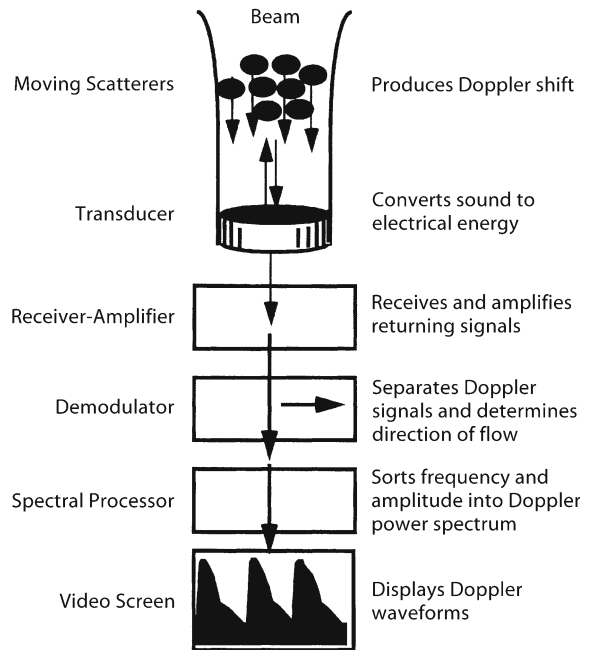 Beam
Moving Scatterers
Produces Doppler shift
Transducer
Converts sound to
electrical energy
Receiver-Amplifier
Receives and amplifies
returning signals
Demodulator
Separates Doppler
signals and determines
direction of flow
Spectral Processor
Sorts frequency and
amplitude into Doppler
power spectrum
Video Screen
Displays Doppler
waveforms